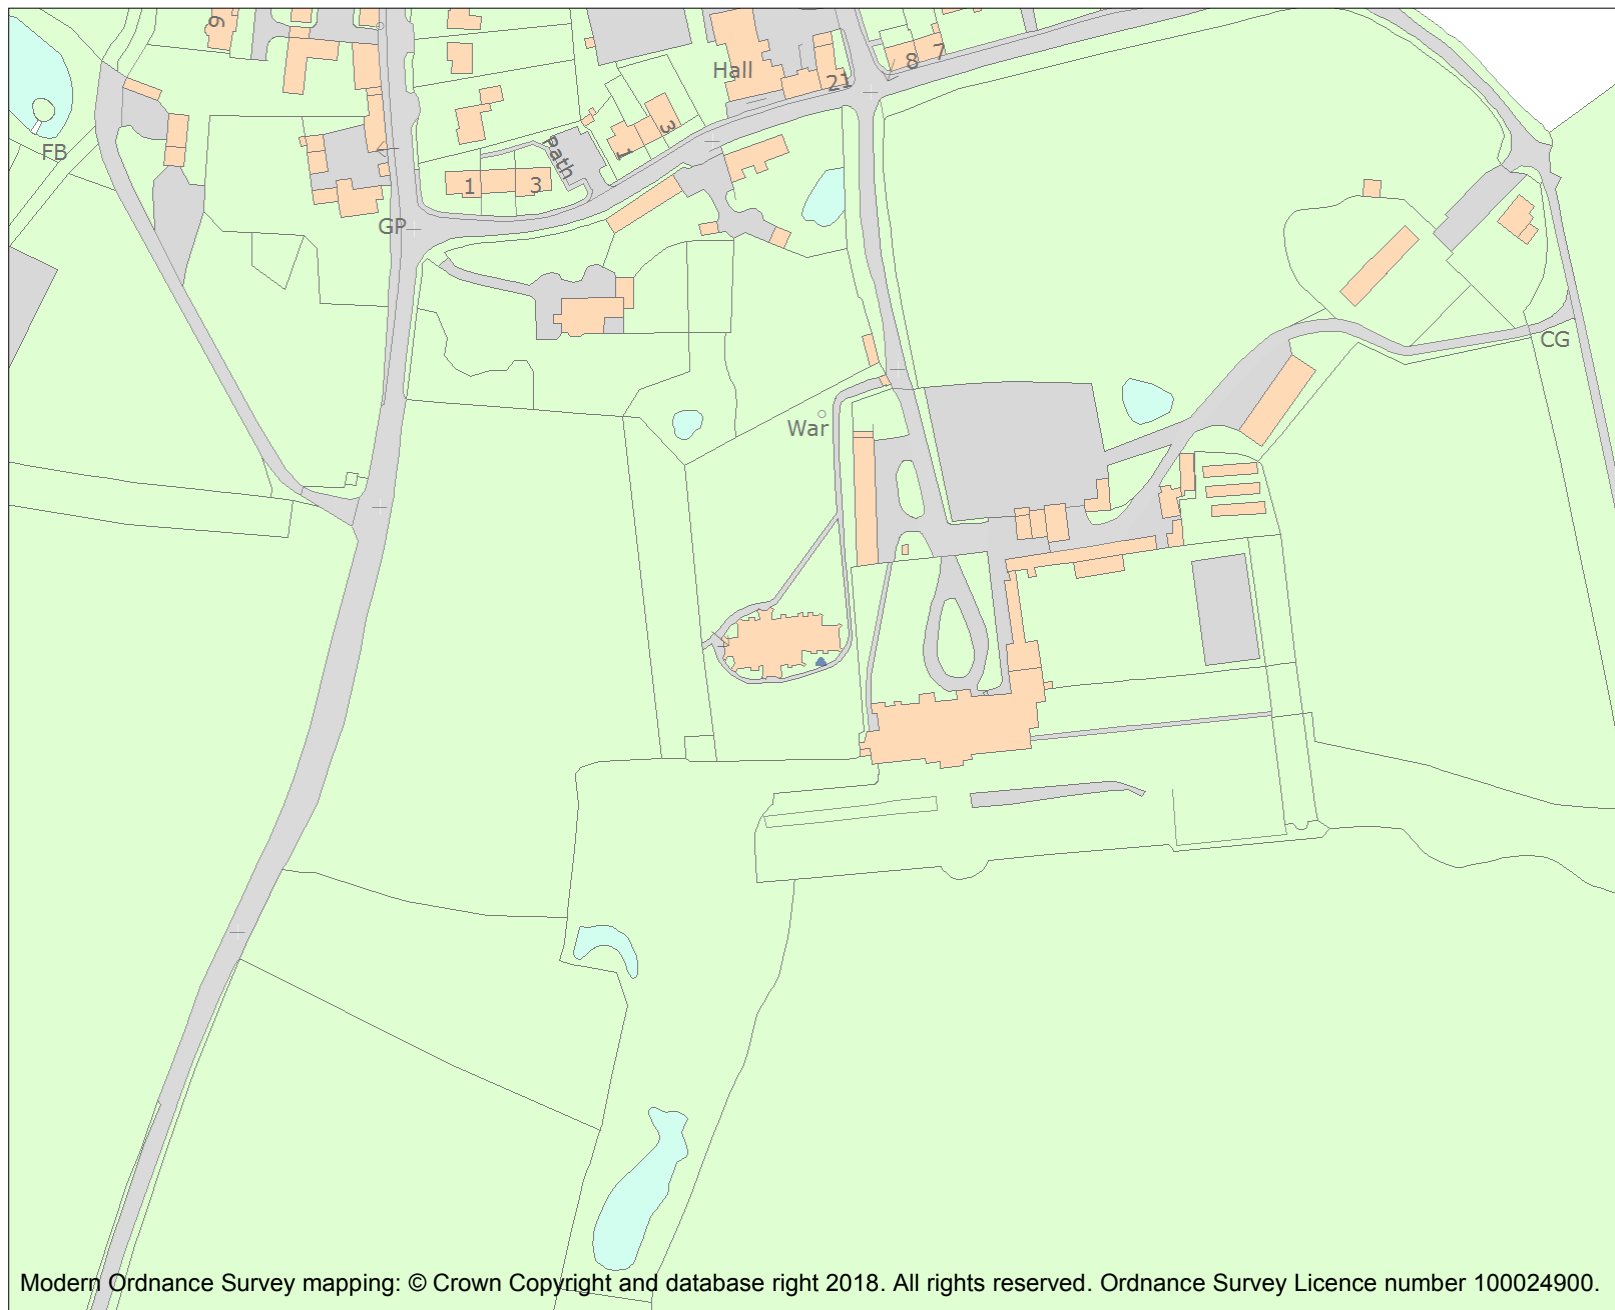 9
Hall
8 7
21
3
1
Path
FB
1 3
GP
CG
War
Modern Ordnance Survey mapping: © Crown Copyright and database right 2018. All rights reserved. Ordnance Survey Licence number 100024900.